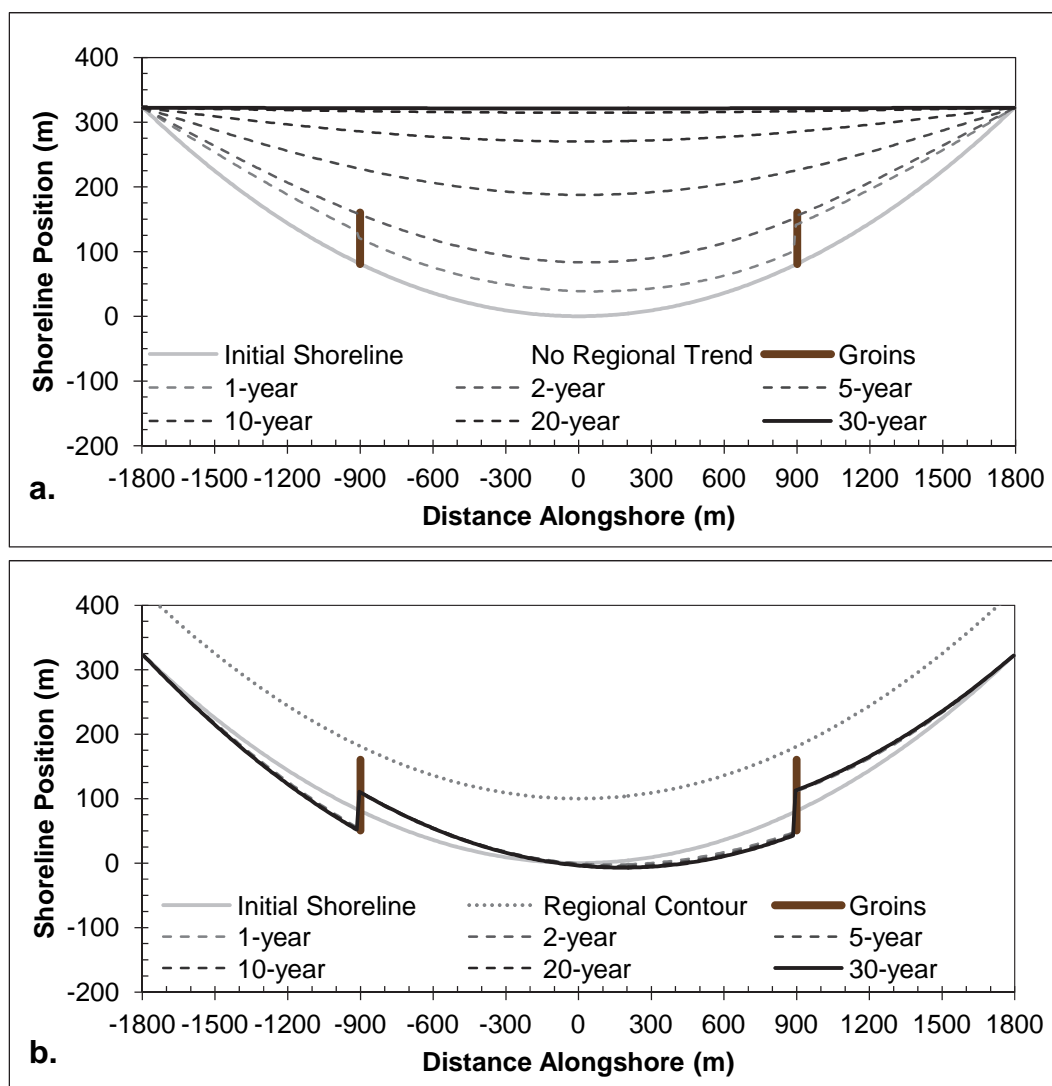 400
300
200
100
0
-100
-200
Shoreline Position (m)
Initial Shoreline No Regional Trend Groins
1-year 2-year 5-year
10-year 20-year 30-year
-1800 -1500 -1200 -900 -600 -300 0 300 600 900 1200 1500 1800
a.
Distance Alongshore (m)
400
300
200
100
0
-100
-200
Shoreline Position (m)
Initial Shoreline Regional Contour Groins
1-year 2-year 5-year
10-year 20-year 30-year
-1800 -1500 -1200 -900 -600 -300 0 300 600 900 1200 1500 1800
b.
Distance Alongshore (m)